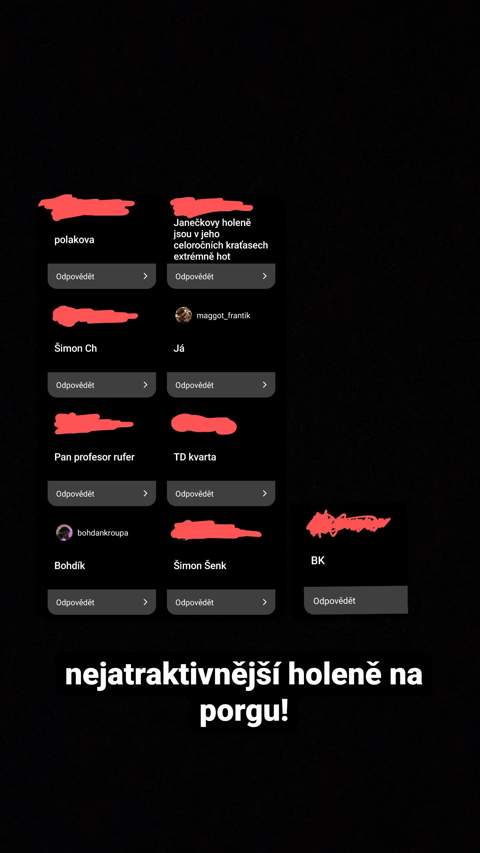 polakova
Odpovědět
Janečkovy holeně
jsou v jeho
celoročních kraťasech
extrémně hot
Odpovědět
Šimon Ch
Odpovědět
maggot_frantik
Já
Odpovědět
Pan profesor rufer
Odpovědět
TD kvarta
Odpovědět
bohdankroupa
Bohdík
Odpovědět
Šimon Šenk
Odpovědět
BK
Odpovědět
nejatraktivnější holeně na
porgu!